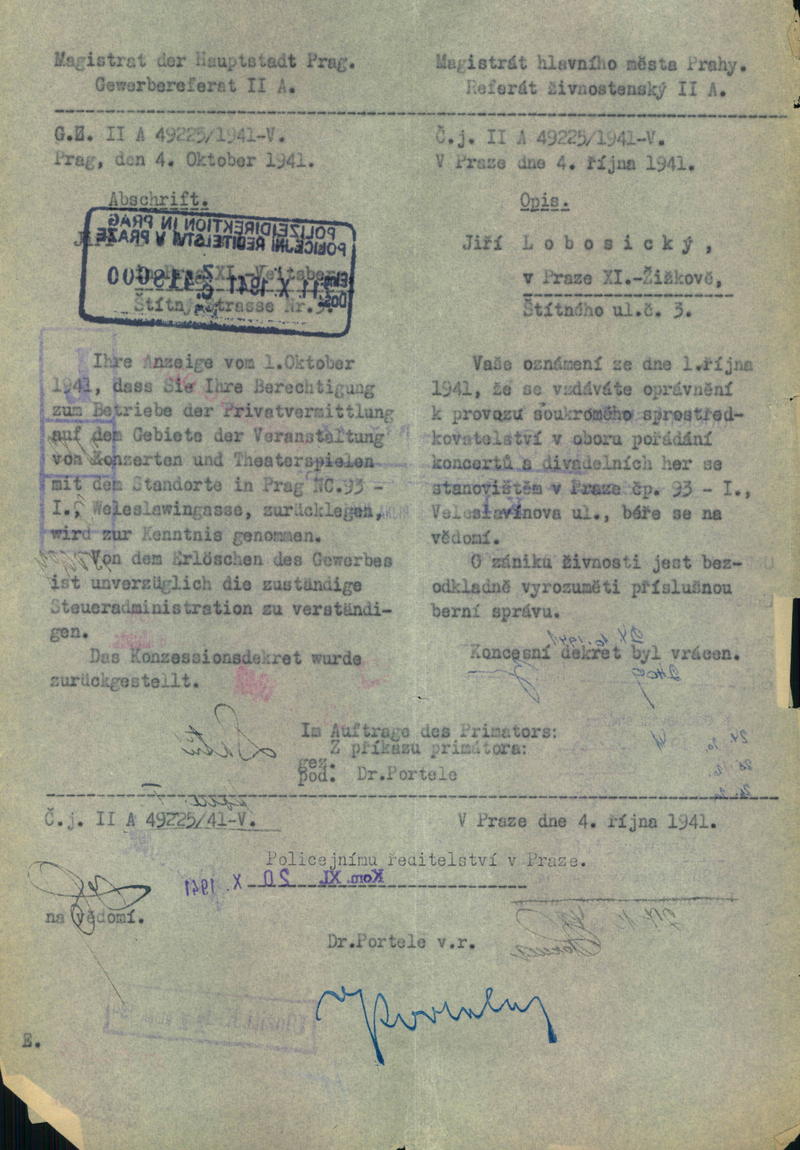 Magistrat der Hauptstadt Prag.
Gewerbereferat II A.
G.Z. II A 49225/1941-V.
Prag, den 4. Oktober 1941.
Abschrift.
in Prag XI.-Veitsberg
Štítný Strasse Nr.3.
Ihre Anzeige vom 1.Oktober
1941, dass Sie Ihre Berechtigung
zum Betriebe der Privatvermittlung
auf dem Gebiete der Veranstaltung
von Konzerten und Theaterspielen
mit dem Standorte in Prag NC.93 -
I., Weleslawingasse, zurücklegen,
wird zur Kenntnis genommen.
Von dem Erlöschen des Gewerbes
ist unverzüglich die zuständige
Steueradministration zu verständi-
gen.
Das Konzessionsdekret wurde
zurückgestellt.
Magistrát hlavního města Prahy.
Referát živnostenský II A.
Č.j. II A 49225/1941-V.
V Praze dne 4. října 1941.
Opis.
Jiří Lobosický,
v Praze XI.-Žižkově,
Štítného ul.č. 3.
Vaše oznámení ze dne 1.října
1941, že se vzdáváte oprávnění
k provozu soukromého sprostřed-
kovatelství v oboru pořádání
koncertů a divadelních her se
stanovištěm v Praze čp. 93 - I.,
Veleslavínova ul., béře se na
vědomí.
O zániku živnosti jest bez-
odkladně vyrozuměti příslušnou
berní správu.
Koncesní dekret byl vrácen.
Im Auftrage des Primators:
Z příkazu primátora:
gez.
pod. Dr.Portele
Č.j. II A 49225/41-V.
V Praze dne 4. října 1941.
Policejnímu ředitelství v Praze.
Kom. XI. 20 X. 1941
na vědomí.
Dr.Portele v.r.
E.
POLIZEIDIREKTION IN PRAG
POLICEJNÍ ŘEDITELSTVÍ V PRAZE